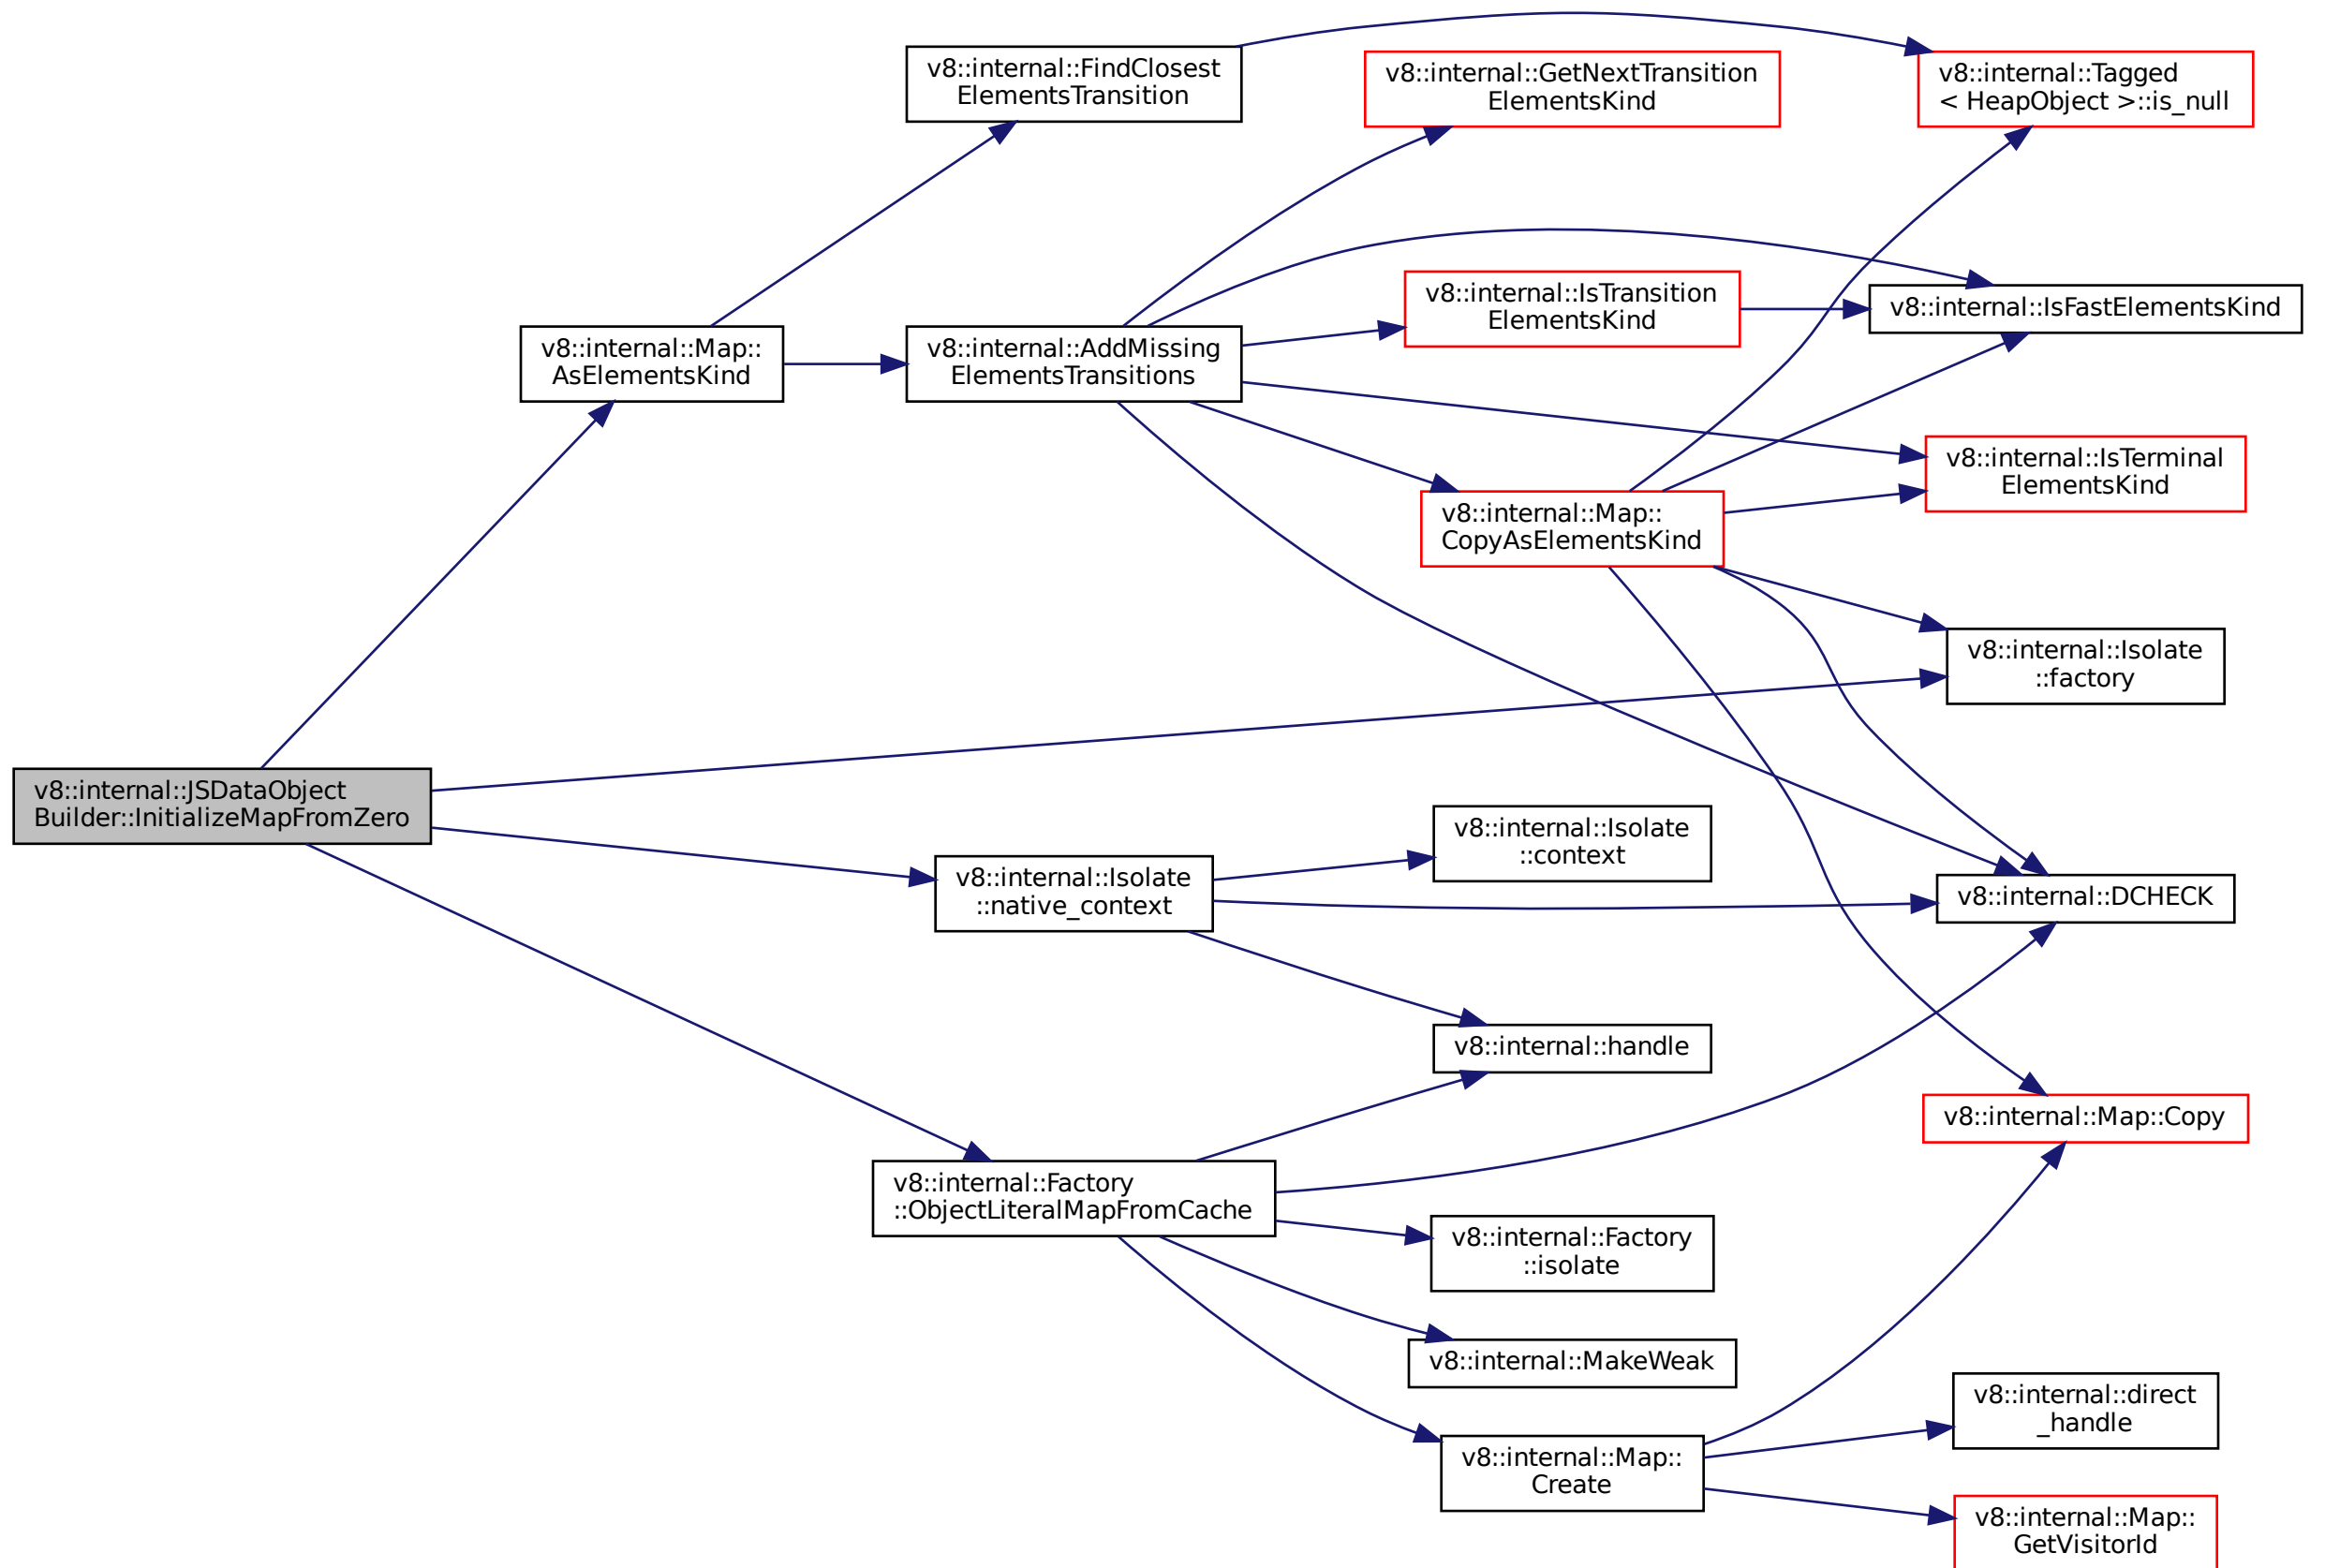 v8::internal::FindClosest
ElementsTransition
v8::internal::GetNextTransition
ElementsKind
v8::internal::Tagged
< HeapObject >::is_null
v8::internal::IsTransition
ElementsKind
v8::internal::IsFastElementsKind
v8::internal::Map::
AsElementsKind
v8::internal::AddMissing
ElementsTransitions
v8::internal::IsTerminal
ElementsKind
v8::internal::Map::
CopyAsElementsKind
v8::internal::Isolate
::factory
v8::internal::JSDataObject
Builder::InitializeMapFromZero
v8::internal::Isolate
::context
v8::internal::Isolate
::native_context
v8::internal::DCHECK
v8::internal::handle
v8::internal::Map::Copy
v8::internal::Factory
::ObjectLiteralMapFromCache
v8::internal::Factory
::isolate
v8::internal::MakeWeak
v8::internal::direct
_handle
v8::internal::Map::
Create
v8::internal::Map::
GetVisitorId